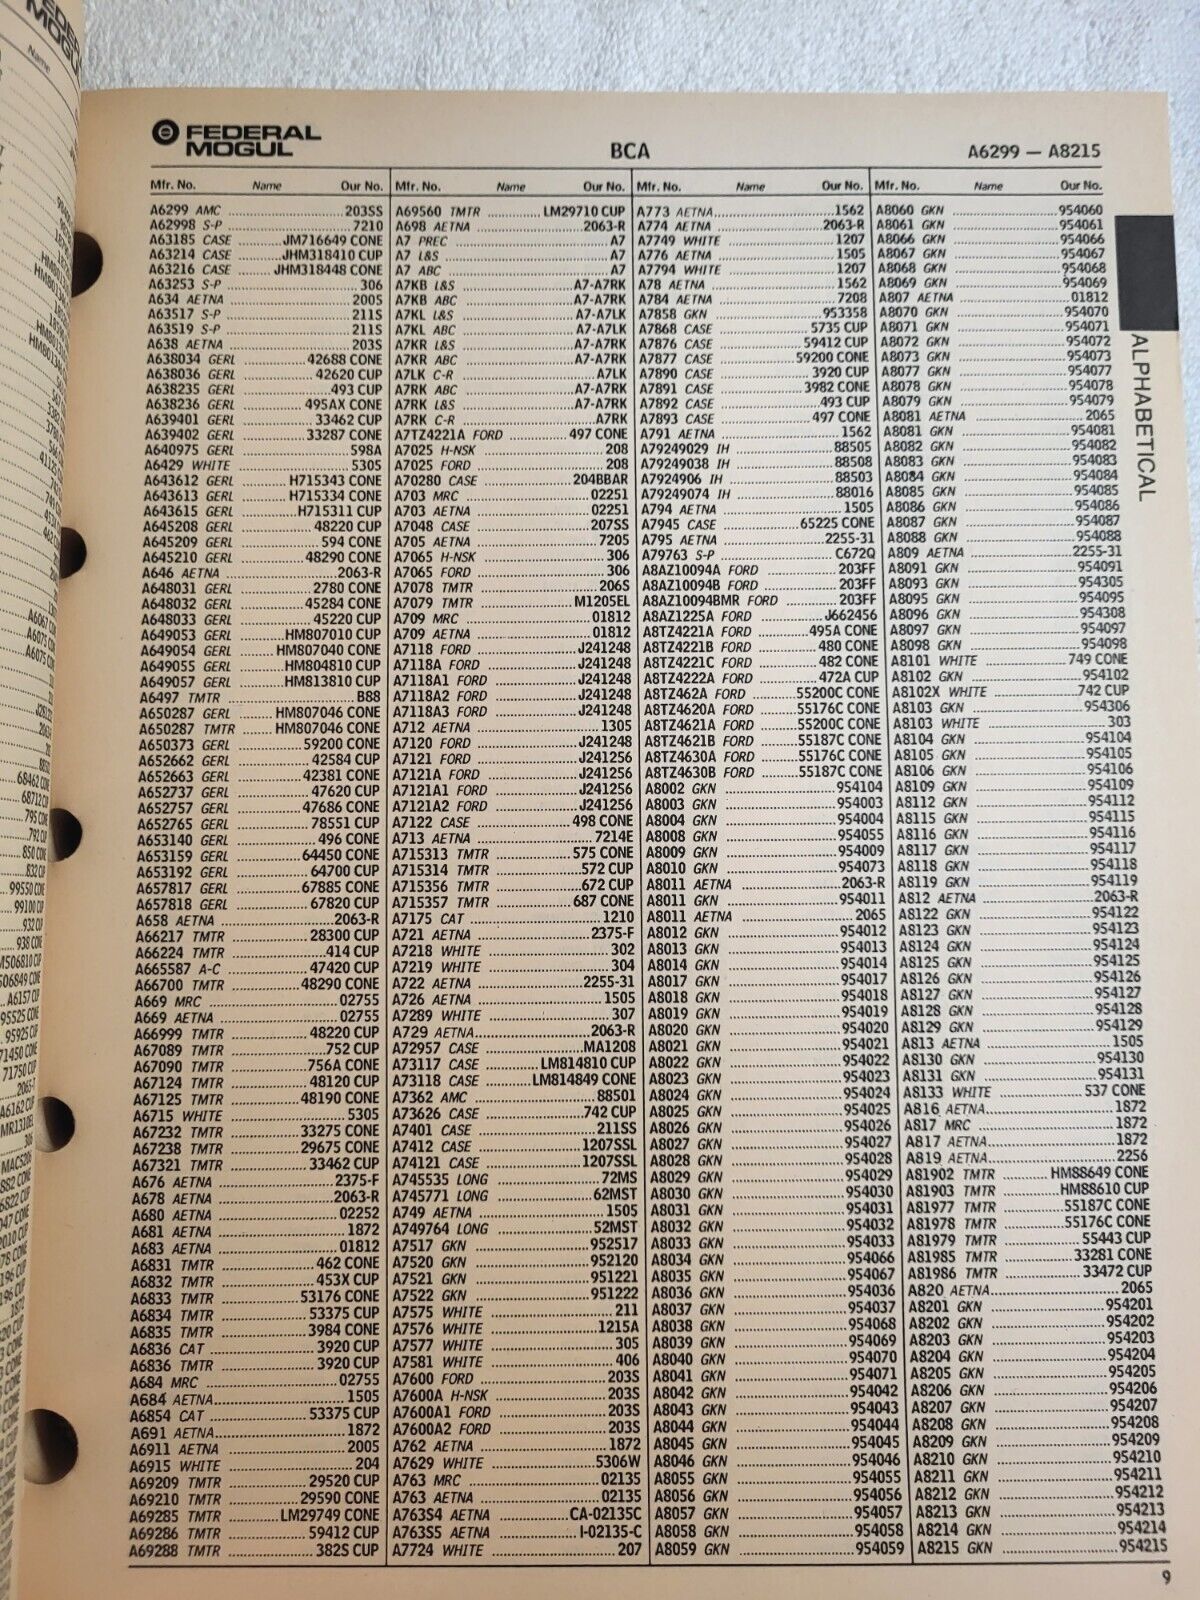 FEDERAL
MOGUL
BCA
A6299 — A8215
Mfr. No. Name Our No.
A6299 AMC 203SS
A62998 S-P 7210
A63185 CASE JM716649 CONE
A63214 CASE JHM318410 CUP
A63216 CASE JHM318448 CONE
A63253 S-P 306
A634 AETNA 2005
A63517 S-P 211S
A63519 S-P 211S
A638 AETNA 203S
A638034 GERL 42688 CONE
A638036 GERL 42620 CUP
A638235 GERL 493 CUP
A638236 GERL 495AX CONE
A639401 GERL 33462 CUP
A639402 GERL 33287 CONE
A640975 GERL 598A
A6429 WHITE 5305
A643612 GERL H715343 CONE
A643613 GERL H715334 CONE
A643615 GERL H715311 CUP
A645208 GERL 48220 CUP
A645209 GERL 594 CONE
A645210 GERL 48290 CONE
A646 AETNA 2063-R
A648031 GERL 2780 CONE
A648032 GERL 45284 CONE
A648033 GERL 45220 CUP
A649053 GERL HM807010 CUP
A649054 GERL HM807040 CONE
A649055 GERL HM804810 CUP
A649057 GERL HM813810 CUP
A6497 TMTR B88
A650287 GERL HM807046 CONE
A650287 TMTR HM807046 CONE
A650373 GERL 59200 CONE
A652662 GERL 42584 CUP
A652663 GERL 42381 CONE
A652737 GERL 47620 CUP
A652757 GERL 47686 CONE
A652765 GERL 78551 CUP
A653140 GERL 496 CONE
A653159 GERL 64450 CONE
A653192 GERL 64700 CUP
A657817 GERL 67885 CONE
A657818 GERL 67820 CUP
A658 AETNA 2063-R
A66217 TMTR 28300 CUP
A66224 TMTR 414 CUP
A665587 A-C 47420 CUP
A66700 TMTR 48290 CONE
A669 MRC 02755
A669 AETNA 02755
A66999 TMTR 48220 CUP
A67089 TMTR 752 CUP
A67090 TMTR 756A CONE
A67124 TMTR 48120 CUP
A67125 TMTR 48190 CONE
A6715 WHITE 5305
A67232 TMTR 33275 CONE
A67238 TMTR 29675 CONE
A67321 TMTR 33462 CUP
A676 AETNA 2375-F
A678 AETNA 2063-R
A680 AETNA 02252
A681 AETNA 1872
A683 AETNA 01812
A6831 TMTR 462 CONE
A6832 TMTR 453X CUP
A6833 TMTR 53176 CONE
A6834 TMTR 53375 CUP
A6835 TMTR 3984 CONE
A6836 CAT 3920 CUP
A6836 TMTR 3920 CUP
A684 MRC 02755
A684 AETNA 1505
A6854 CAT 53375 CUP
A691 AETNA 1872
A6911 AETNA 2005
A6915 WHITE 204
A69209 TMTR 29520 CUP
A69210 TMTR 29590 CONE
A69285 TMTR LM29749 CONE
A69286 TMTR 59412 CUP
A69288 TMTR 382S CUP
Mfr. No. Name Our No.
A69560 TMTR LM29710 CUP
A698 AETNA 2063-R
A7 PREC A7
A7 L&S A7
A7 ABC A7
A7KB L&S A7-A7RK
A7KB ABC A7-A7RK
A7KL L&S A7-A7LK
A7KL ABC A7-A7LK
A7KR L&S A7-A7RK
A7KR ABC A7-A7RK
A7LK C-R A7LK
A7RK ABC A7-A7RK
A7RK L&S A7-A7RK
A7RK C-R A7RK
A7TZ4221A FORD 497 CONE
A7025 H-NSK 208
A7025 FORD 208
A70280 CASE 204BBAR
A703 MRC 02251
A703 AETNA 02251
A7048 CASE 207SS
A705 AETNA 7205
A7065 H-NSK 306
A7065 FORD 306
A7078 TMTR 206S
A7079 TMTR M1205EL
A709 MRC 01812
A709 AETNA 01812
A7118 FORD J241248
A7118A FORD J241248
A7118A1 FORD J241248
A7118A2 FORD J241248
A7118A3 FORD J241248
A712 AETNA 1305
A7120 FORD J241248
A7121 FORD J241256
A7121A FORD J241256
A7121A1 FORD J241256
A7121A2 FORD J241256
A7122 CASE 498 CONE
A713 AETNA 7214E
A715313 TMTR 575 CONE
A715314 TMTR 572 CUP
A715356 TMTR 672 CUP
A715357 TMTR 687 CONE
A7175 CAT 1210
A721 AETNA 2375-F
A7218 WHITE 302
A7219 WHITE 304
A722 AETNA 2255-31
A726 AETNA 1505
A7289 WHITE 307
A729 AETNA 2063-R
A72957 CASE MA1208
A73117 CASE LM814810 CUP
A73118 CASE LM814849 CONE
A7362 AMC 88501
A73626 CASE 742 CUP
A7401 CASE 211SS
A7412 CASE 1207SSL
A74121 CASE 1207SSL
A745535 LONG 72MS
A745771 LONG 62MST
A749 AETNA 1505
A749764 LONG 52MST
A7517 GKN 952517
A7520 GKN 952120
A7521 GKN 951221
A7522 GKN 951222
A7575 WHITE 211
A7576 WHITE 1215A
A7577 WHITE 305
A7581 WHITE 406
A7600 FORD 203S
A7600A H-NSK 203S
A7600A1 FORD 203S
A7600A2 FORD 203S
A762 AETNA 1872
A7629 WHITE 5306W
A763 MRC 02135
A763 AETNA 02135
A763S4 AETNA CA-02135C
A763S5 AETNA I-02135-C
A7724 WHITE 207
Mfr. No. Name Our No.
A773 AETNA 1562
A774 AETNA 2063-R
A7749 WHITE 1207
A776 AETNA 1505
A7794 WHITE 1207
A78 AETNA 1562
A784 AETNA 7208
A7858 GKN 953358
A7868 CASE 5735 CUP
A7876 CASE 59412 CUP
A7877 CASE 59200 CONE
A7890 CASE 3920 CUP
A7891 CASE 3982 CONE
A7892 CASE 493 CUP
A7893 CASE 497 CONE
A791 AETNA 1562
A79249029 IH 88505
A79249038 IH 88508
A7924906 IH 88503
A79249074 IH 88016
A794 AETNA 1505
A7945 CASE 65225 CONE
A795 AETNA 2255-31
A79763 S-P C672Q
A8AZ10094A FORD 203FF
A8AZ10094B FORD 203FF
A8AZ10094BMR FORD 203FF
A8AZ1225A FORD J662456
A8TZ4221A FORD 495A CONE
A8TZ4221B FORD 480 CONE
A8TZ4221C FORD 482 CONE
A8TZ4222A FORD 472A CUP
A8TZ462A FORD 55200C CONE
A8TZ4620A FORD 55176C CONE
A8TZ4621A FORD 55200C CONE
A8TZ4621B FORD 55187C CONE
A8TZ4630A FORD 55176C CONE
A8TZ4630B FORD 55187C CONE
A8002 GKN 954104
A8003 GKN 954003
A8004 GKN 954004
A8008 GKN 954055
A8009 GKN 954009
A8010 GKN 954073
A8011 AETNA 2063-R
A8011 GKN 954011
A8011 AETNA 2065
A8012 GKN 954012
A8013 GKN 954013
A8014 GKN 954014
A8017 GKN 954017
A8018 GKN 954018
A8019 GKN 954019
A8020 GKN 954020
A8021 GKN 954021
A8022 GKN 954022
A8023 GKN 954023
A8024 GKN 954024
A8025 GKN 954025
A8026 GKN 954026
A8027 GKN 954027
A8028 GKN 954028
A8029 GKN 954029
A8030 GKN 954030
A8031 GKN 954031
A8032 GKN 954032
A8033 GKN 954033
A8034 GKN 954066
A8035 GKN 954067
A8036 GKN 954036
A8037 GKN 954037
A8038 GKN 954068
A8039 GKN 954069
A8040 GKN 954070
A8041 GKN 954071
A8042 GKN 954042
A8043 GKN 954043
A8044 GKN 954044
A8045 GKN 954045
A8046 GKN 954046
A8055 GKN 954055
A8056 GKN 954056
A8057 GKN 954057
A8058 GKN 954058
A8059 GKN 954059
Mfr. No. Name Our No.
A8060 GKN 954060
A8061 GKN 954061
A8066 GKN 954066
A8067 GKN 954067
A8068 GKN 954068
A8069 GKN 954069
A807 AETNA 01812
A8070 GKN 954070
A8071 GKN 954071
A8072 GKN 954072
A8073 GKN 954073
A8077 GKN 954077
A8078 GKN 954078
A8079 GKN 954079
A8081 AETNA 2065
A8081 GKN 954081
A8082 GKN 954082
A8083 GKN 954083
A8084 GKN 954084
A8085 GKN 954085
A8086 GKN 954086
A8087 GKN 954087
A8088 GKN 954088
A809 AETNA 2255-31
A8091 GKN 954091
A8093 GKN 954305
A8095 GKN 954095
A8096 GKN 954308
A8097 GKN 954097
A8098 GKN 954098
A8101 WHITE 749 CONE
A8102 GKN 954102
A8102X WHITE 742 CUP
A8103 GKN 954306
A8103 WHITE 303
A8104 GKN 954104
A8105 GKN 954105
A8106 GKN 954106
A8109 GKN 954109
A8112 GKN 954112
A8115 GKN 954115
A8116 GKN 954116
A8117 GKN 954117
A8118 GKN 954118
A8119 GKN 954119
A812 AETNA 2063-R
A8122 GKN 954122
A8123 GKN 954123
A8124 GKN 954124
A8125 GKN 954125
A8126 GKN 954126
A8127 GKN 954127
A8128 GKN 954128
A8129 GKN 954129
A813 AETNA 1505
A8130 GKN 954130
A8131 GKN 954131
A8133 WHITE 537 CONE
A816 AETNA 1872
A817 MRC 1872
A817 AETNA 1872
A819 AETNA 2256
A81902 TMTR HM88649 CONE
A81903 TMTR HM88610 CUP
A81977 TMTR 55187C CONE
A81978 TMTR 55176C CONE
A81979 TMTR 55443 CUP
A81985 TMTR 33281 CONE
A81986 TMTR 33472 CUP
A820 AETNA 2065
A8201 GKN 954201
A8202 GKN 954202
A8203 GKN 954203
A8204 GKN 954204
A8205 GKN 954205
A8206 GKN 954206
A8207 GKN 954207
A8208 GKN 954208
A8209 GKN 954209
A8210 GKN 954210
A8211 GKN 954211
A8212 GKN 954212
A8213 GKN 954213
A8214 GKN 954214
A8215 GKN 954215
ALPHABETICAL
9